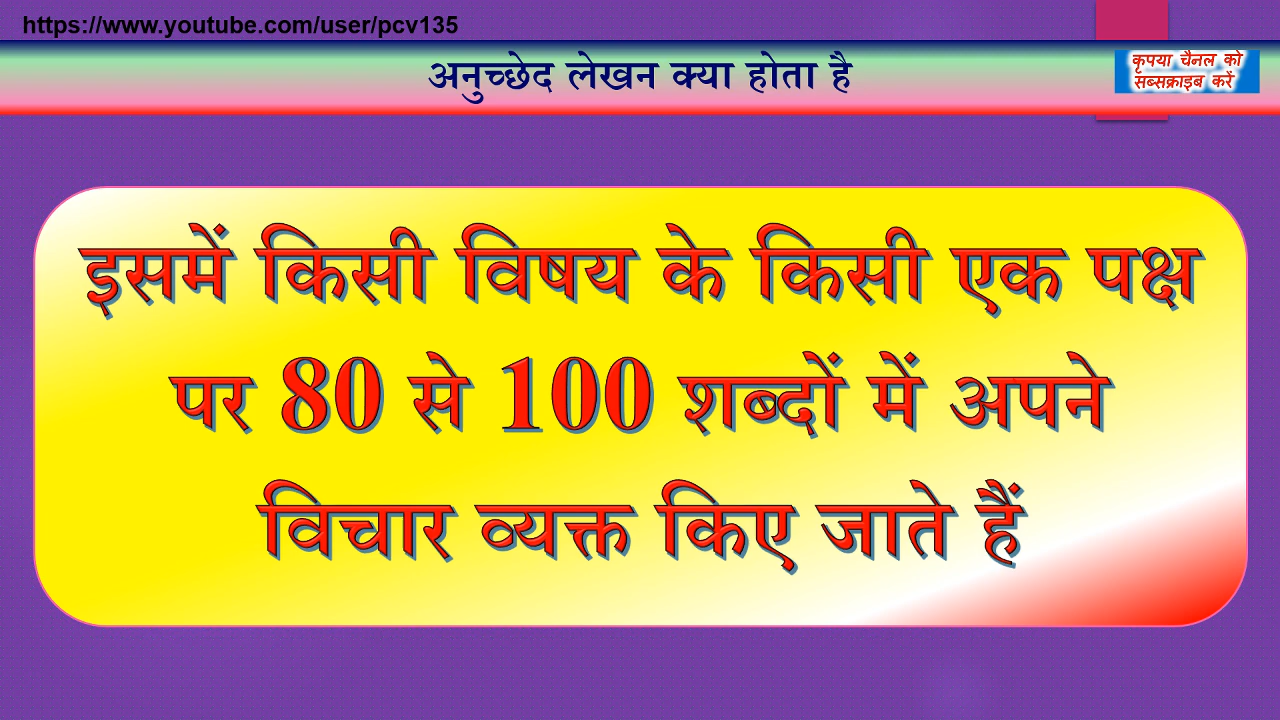 https://www.youtube.com/user/pcv135
अनुच्छेद लेखन क्या होता है
कृपया चैनल को
सब्सक्राइब करें
इसमें किसी विषय के किसी एक पक्ष
पर 80 से 100 शब्दों में अपने
विचार व्यक्त किए जाते हैं